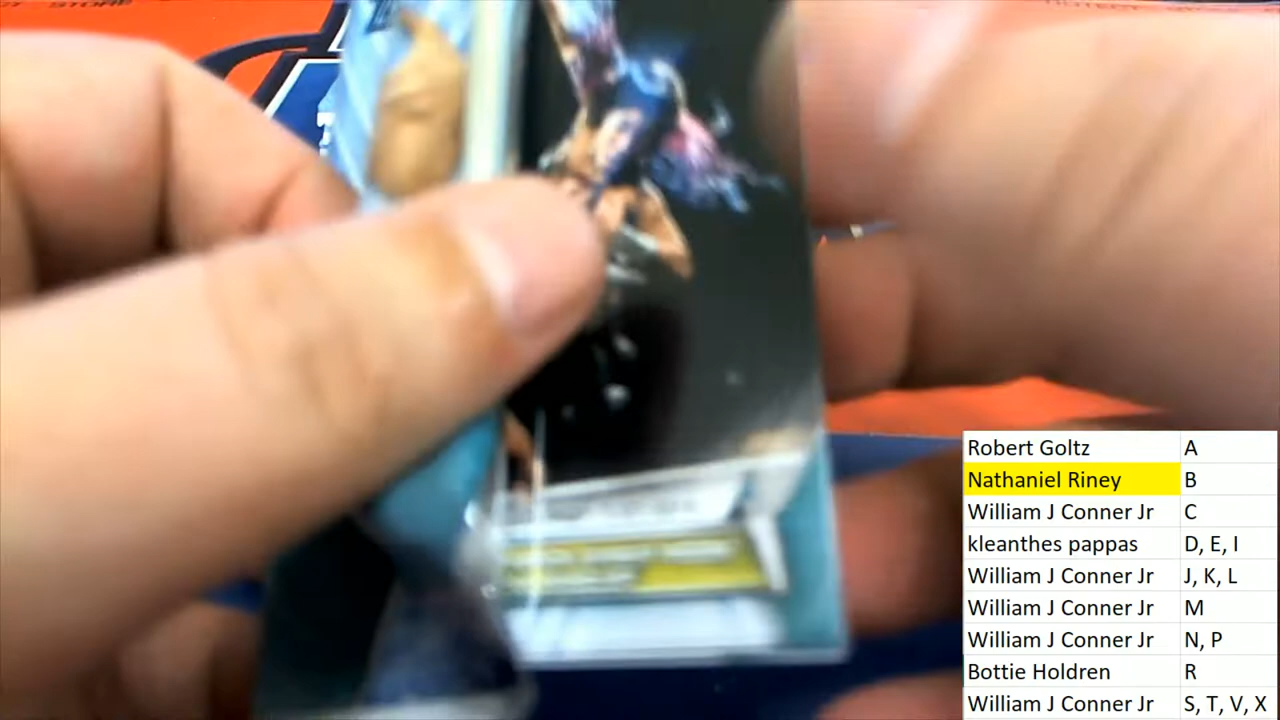 Robert Goltz A
Nathaniel Riney B
William J Conner Jr C
kleanthes pappas D, E, I
William J Conner Jr J, K, L
William J Conner Jr M
William J Conner Jr N, P
Bottie Holdren R
William J Conner Jr S, T, V, X